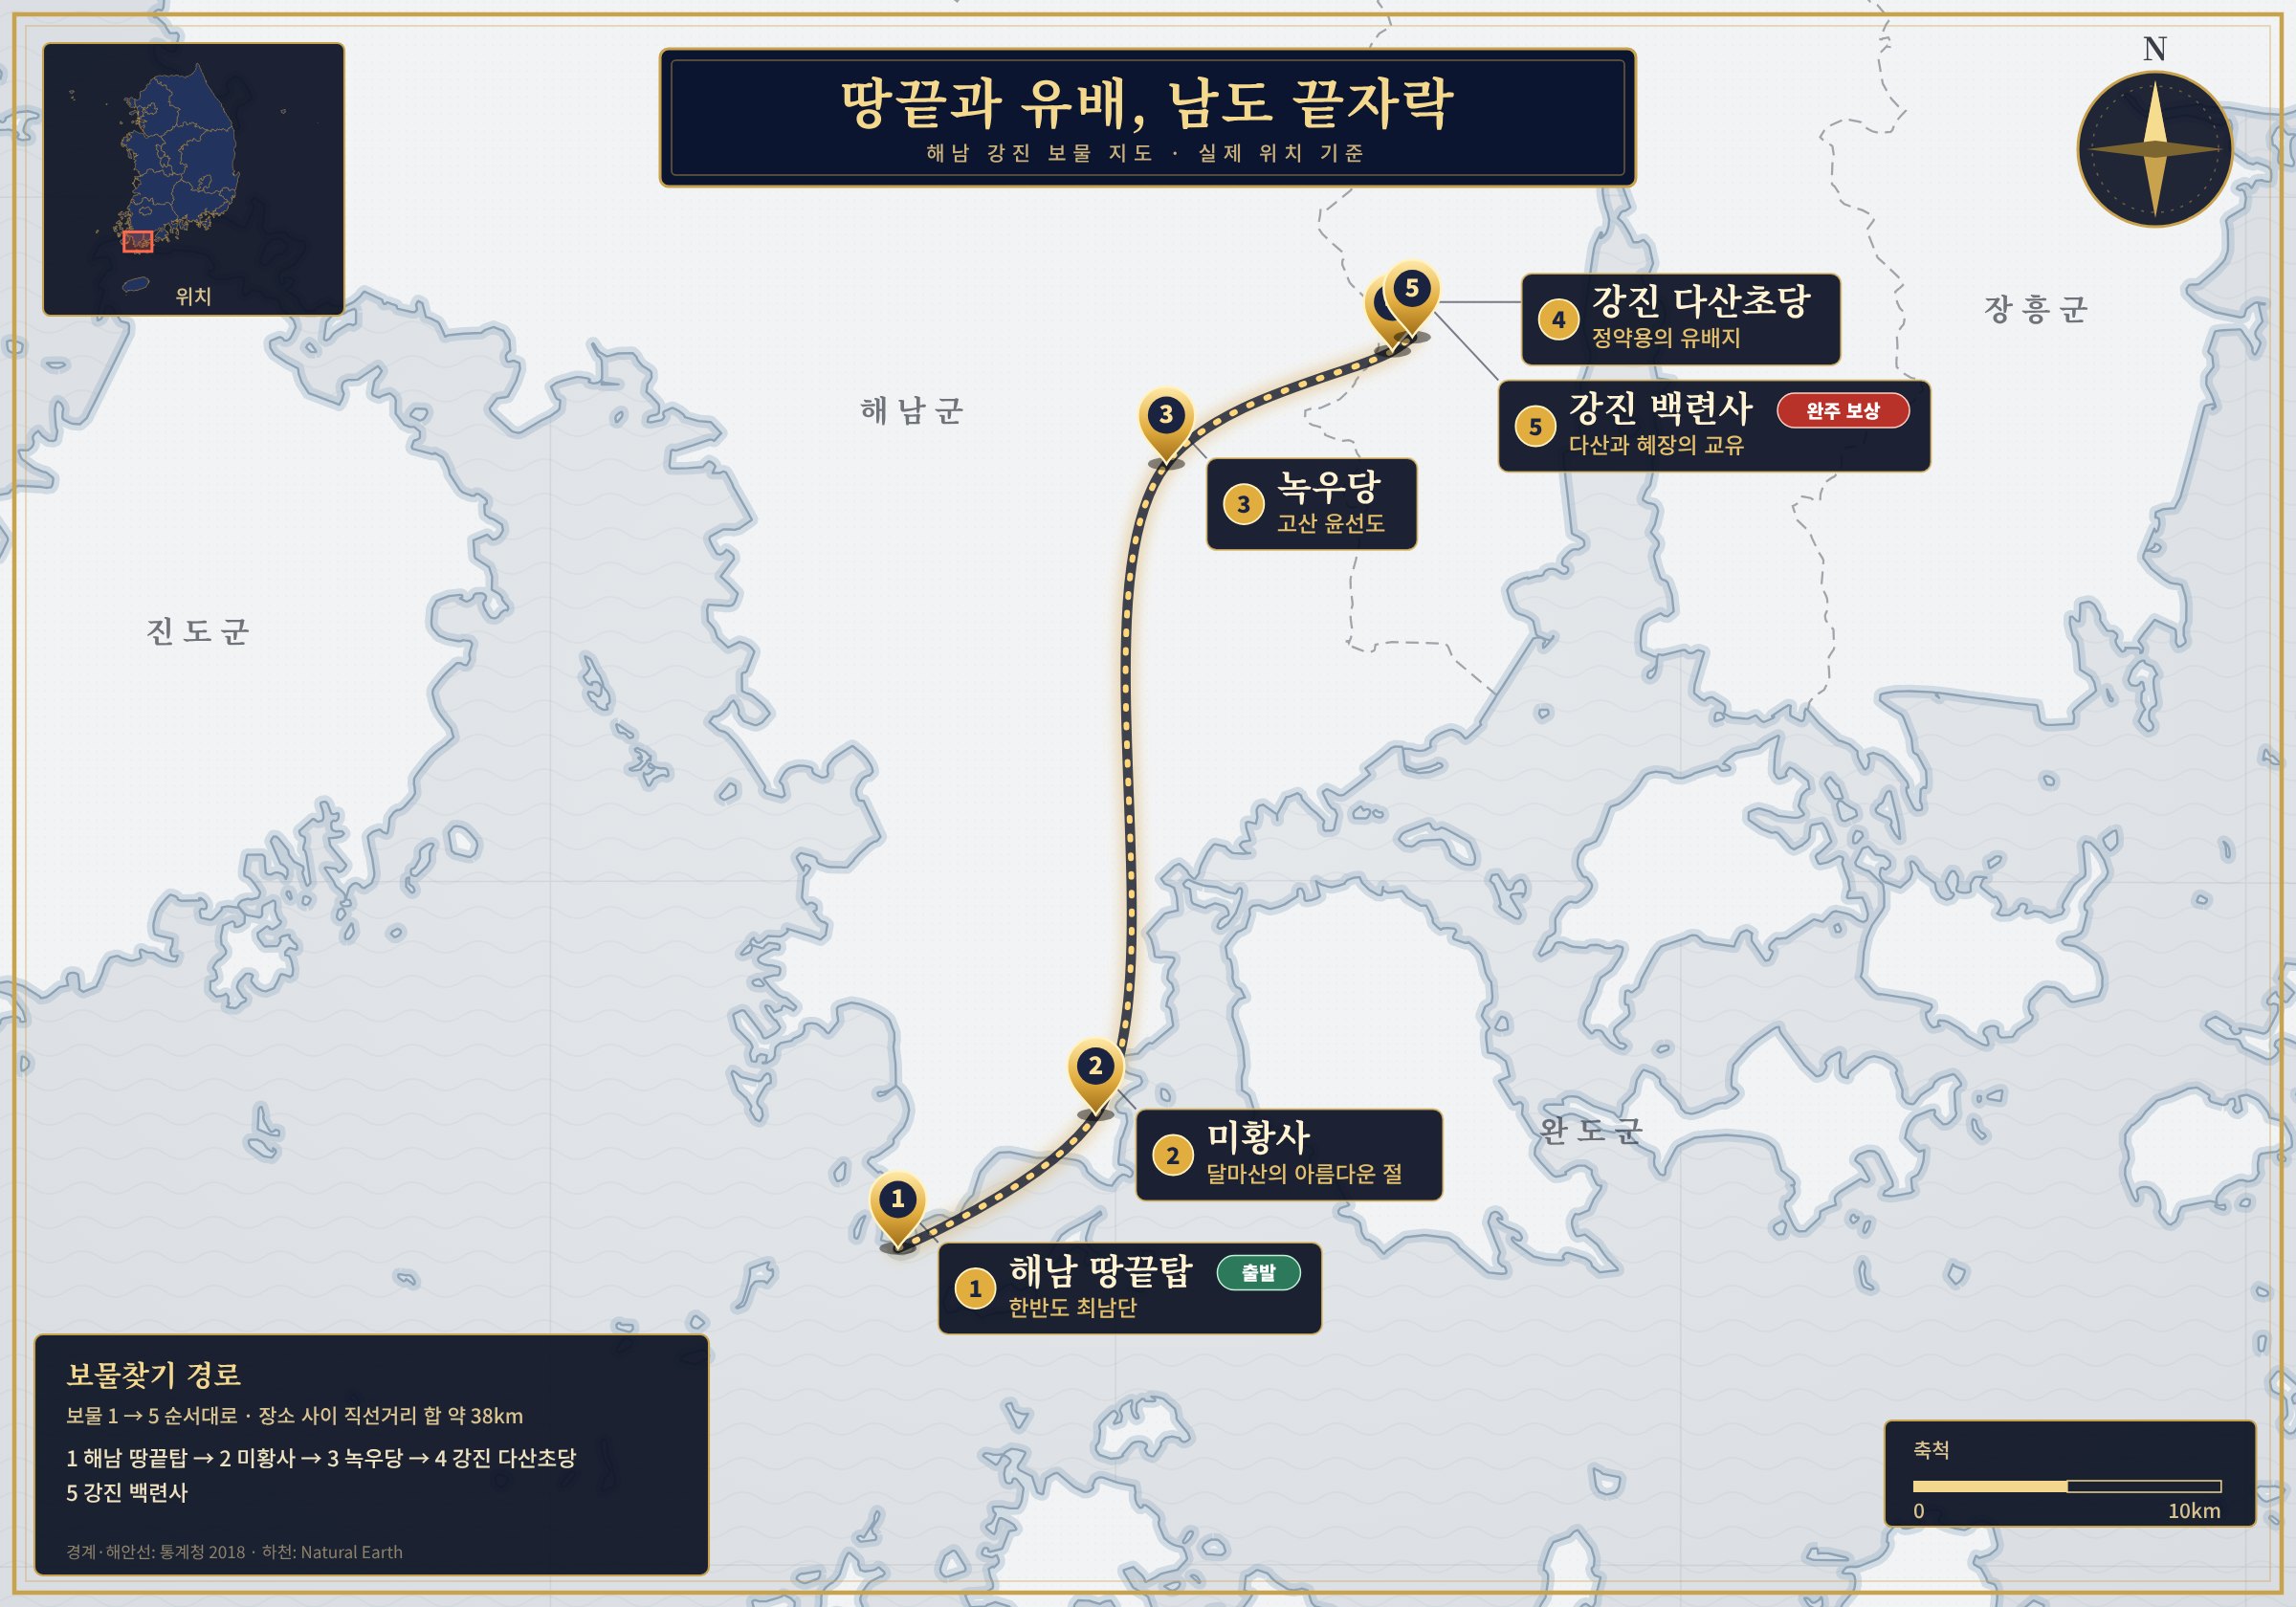 땅끝과 유배, 남도 끝자락
해남 강진 보물 지도 · 실제 위치 기준
N
위치
장흥군
해남군
진도군
완도군
5
4 강진 다산초당
정약용의 유배지
5 강진 백련사 완주 보상
다산과 혜장의 교유
3
3 녹우당
고산 윤선도
2
2 미황사
달마산의 아름다운 절
1
1 해남 땅끝탑 출발
한반도 최남단
보물찾기 경로
보물 1 → 5 순서대로 · 장소 사이 직선거리 합 약 38km
1 해남 땅끝탑 → 2 미황사 → 3 녹우당 → 4 강진 다산초당
5 강진 백련사
경계·해안선: 통계청 2018 · 하천: Natural Earth
축척
0 10km